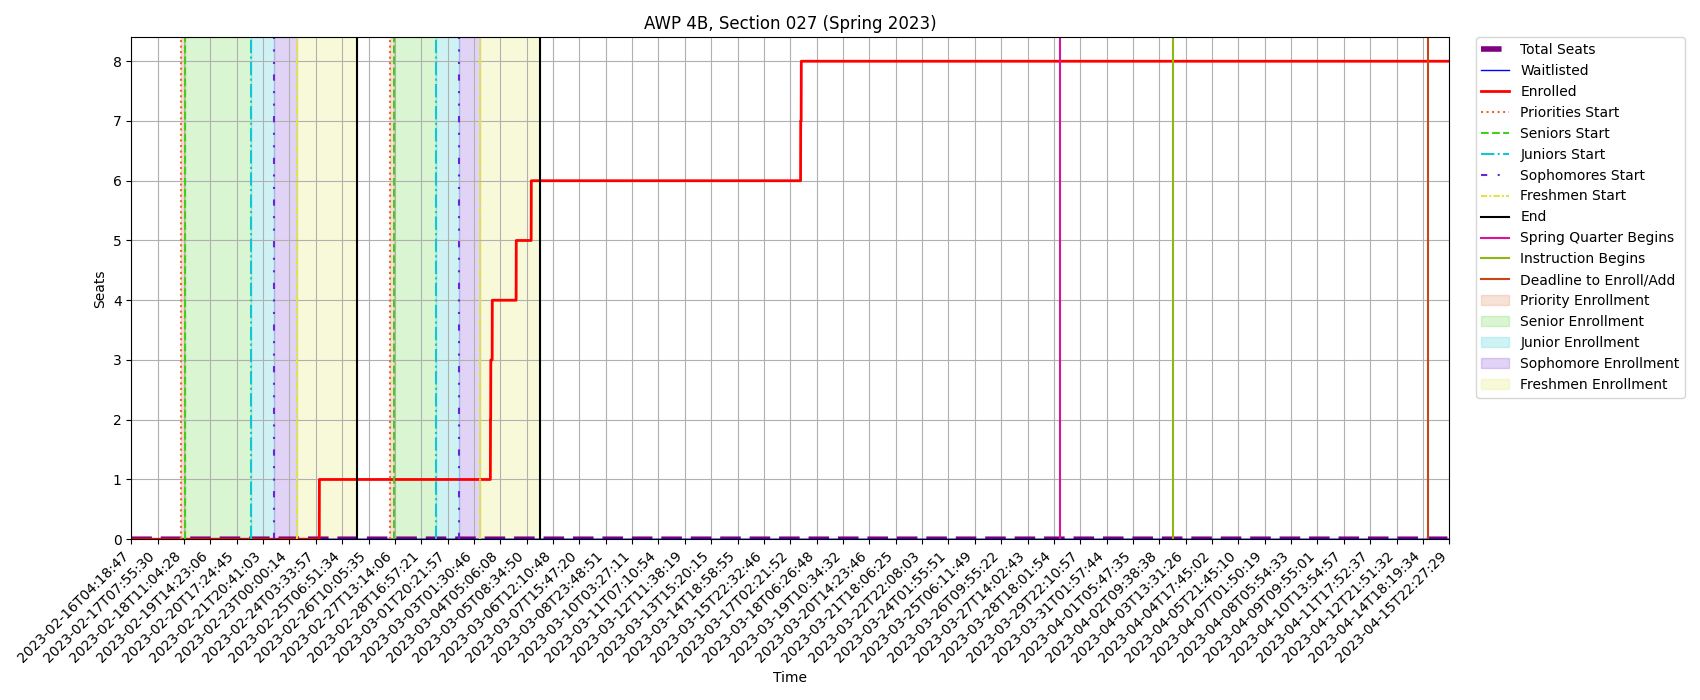 AWP 4B, Section 027 (Spring 2023)
Seats
8
7
6
5
4
3
2
1
0
2023-02-16T04:18:47
2023-02-17T07:55:30
2023-02-18T11:04:28
2023-02-19T14:23:06
2023-02-20T17:24:45
2023-02-21T20:41:03
2023-02-23T00:00:14
2023-02-24T03:33:57
2023-02-25T06:51:34
2023-02-26T10:05:35
2023-02-27T13:14:06
2023-02-28T16:57:21
2023-03-01T20:21:57
2023-03-03T01:30:46
2023-03-04T05:06:08
2023-03-05T08:34:50
2023-03-06T12:10:48
2023-03-07T15:47:20
2023-03-08T23:48:51
2023-03-10T03:27:11
2023-03-11T07:10:54
2023-03-12T11:38:19
2023-03-13T15:20:15
2023-03-14T18:58:55
2023-03-15T22:32:46
2023-03-17T02:21:52
2023-03-18T06:26:48
2023-03-19T10:34:32
2023-03-20T14:23:46
2023-03-21T18:06:25
2023-03-22T22:08:03
2023-03-24T01:55:51
2023-03-25T06:11:49
2023-03-26T09:55:22
2023-03-27T14:02:43
2023-03-28T18:01:54
2023-03-29T22:10:57
2023-03-31T01:57:44
2023-04-01T05:47:35
2023-04-02T09:38:38
2023-04-03T13:31:26
2023-04-04T17:45:02
2023-04-05T21:45:10
2023-04-07T01:50:19
2023-04-08T05:54:33
2023-04-09T09:55:01
2023-04-10T13:54:57
2023-04-11T17:52:37
2023-04-12T21:51:32
2023-04-14T18:19:34
2023-04-15T22:27:29
Time
Total Seats
Waitlisted
Enrolled
Priorities Start
Seniors Start
Juniors Start
Sophomores Start
Freshmen Start
End
Spring Quarter Begins
Instruction Begins
Deadline to Enroll/Add
Priority Enrollment
Senior Enrollment
Junior Enrollment
Sophomore Enrollment
Freshmen Enrollment